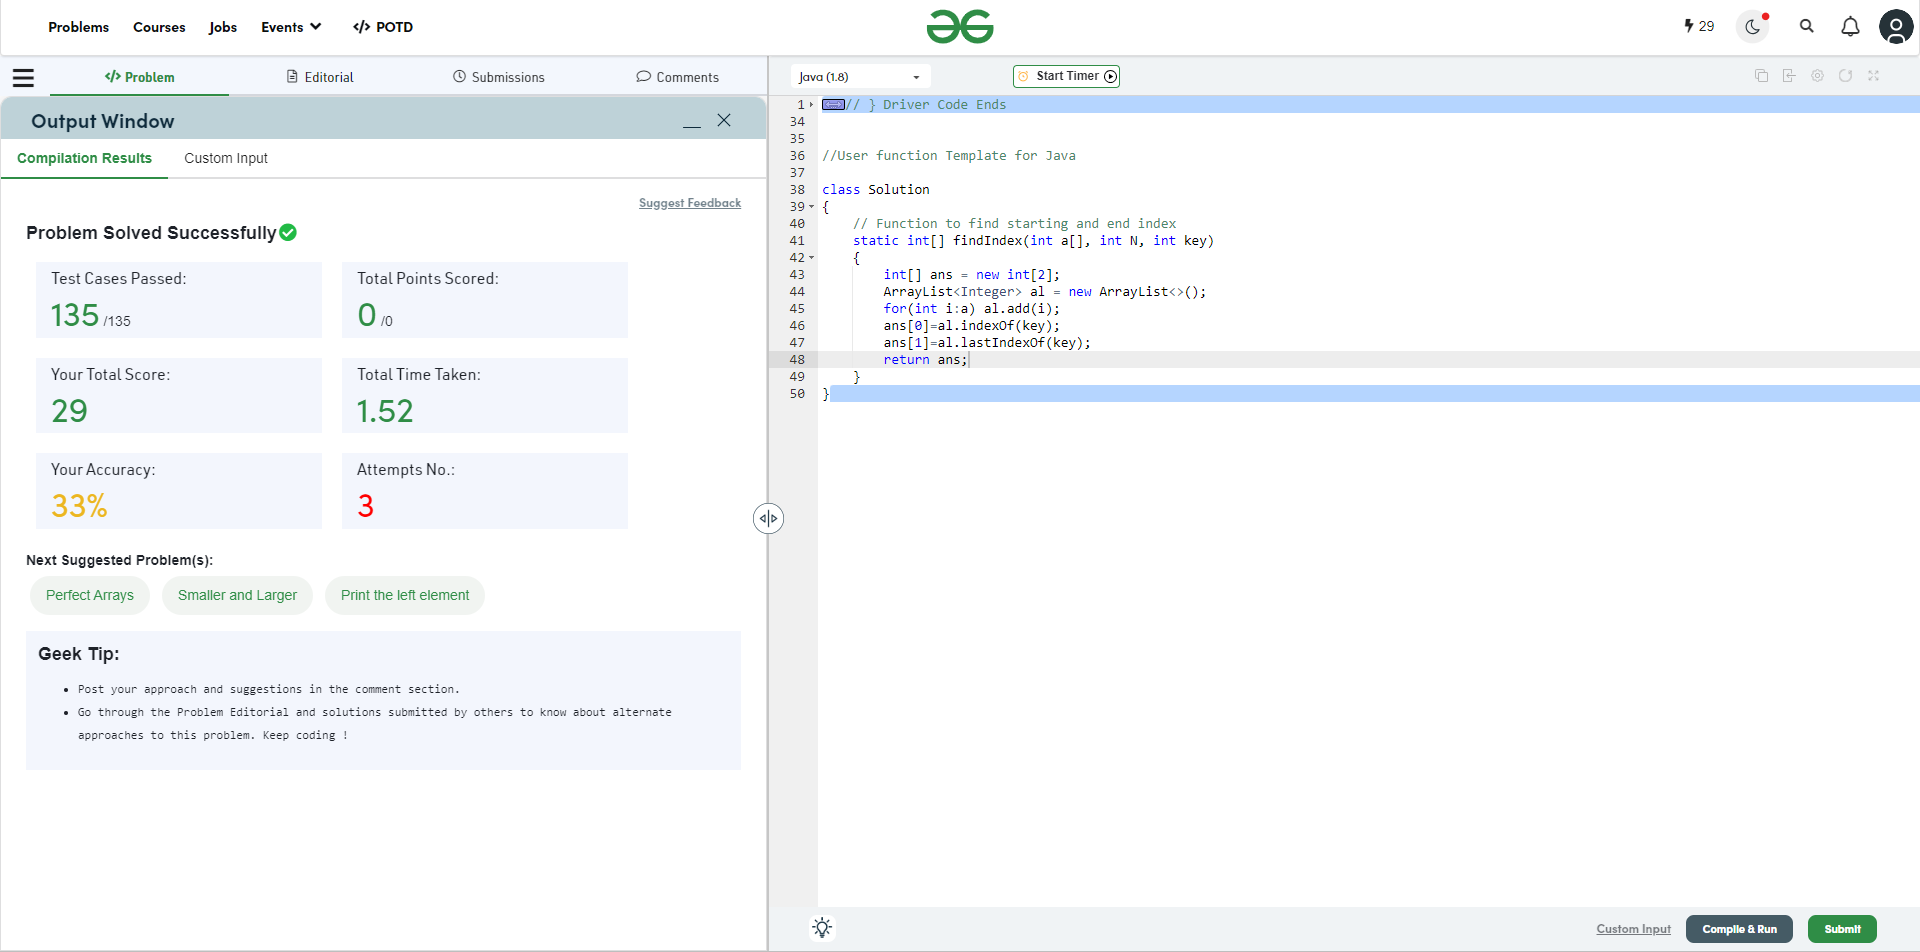 Problems Courses Jobs Events </> POTD
29
</> Problem Editorial Submissions Comments
Output Window
Compilation Results Custom Input
Suggest Feedback
Problem Solved Successfully
Test Cases Passed: Total Points Scored:
135 /135 0 /0
Your Total Score: Total Time Taken:
29 1.52
Your Accuracy: Attempts No.:
33% 3
Next Suggested Problem(s):
Perfect Arrays Smaller and Larger Print the left element
Geek Tip:
• Post your approach and suggestions in the comment section.
• Go through the Problem Editorial and solutions submitted by others to know about alternate
approaches to this problem. Keep coding !
Java (1.8) Start Timer
1 // } Driver Code Ends
34
35
36 //User function Template for Java
37
38 class Solution
39 {
40 // Function to find starting and end index
41 static int[] findIndex(int a[], int N, int key)
42 {
43 int[] ans = new int[2];
44 ArrayList<Integer> al = new ArrayList<>();
45 for(int i:a) al.add(i);
46 ans[0]=al.indexOf(key);
47 ans[1]=al.lastIndexOf(key);
48 return ans;
49 }
50 }
Custom Input Compile & Run Submit